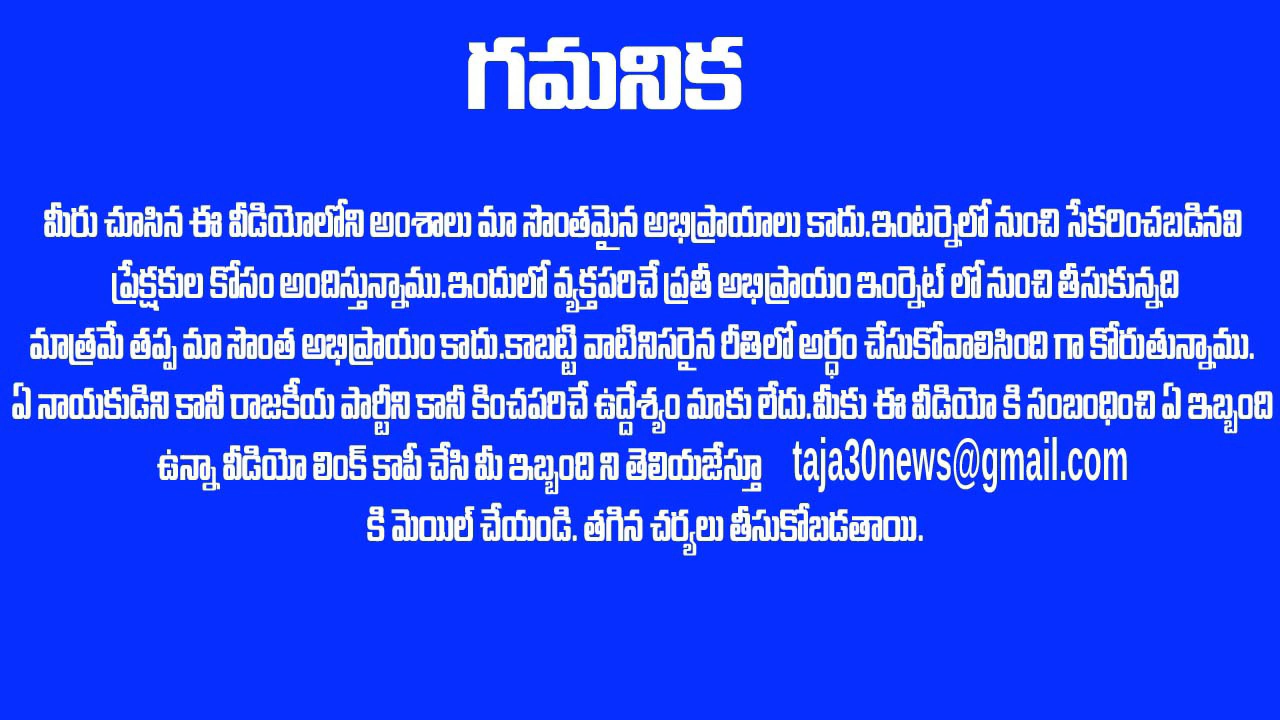 గమనిక
మీరు చూసిన ఈ వీడియోలోని అంశాలు మా సొంతమైన అభిప్రాయాలు కాదు.ఇంటర్నెలో నుంచి సేకరించబడినవి
ప్రేక్షకుల కోసం అందిస్తున్నాము.ఇందులో వ్యక్తపరిచే ప్రతీ అభిప్రాయం ఇంర్నెట్ లో నుంచి తీసుకున్నది
మాత్రమే తప్ప మా సొంత అభిప్రాయం కాదు.కాబట్టి వాటినిసరైన రీతిలో అర్ధం చేసుకోవాలిసింది గా కోరుతున్నాము.
ఏ నాయకుడిని కానీ రాజకీయ పార్టీని కానీ కించపరిచే ఉద్దేశ్యం మాకు లేదు.మీకు ఈ వీడియో కి సంబంధించి ఏ ఇబ్బంది
ఉన్నా వీడియో లింక్ కాపీ చేసి మీ ఇబ్బంది ని తెలియజేస్తూ taja30news@gmail.com
కి మెయిల్ చేయండి. తగిన చర్యలు తీసుకోబడతాయి.